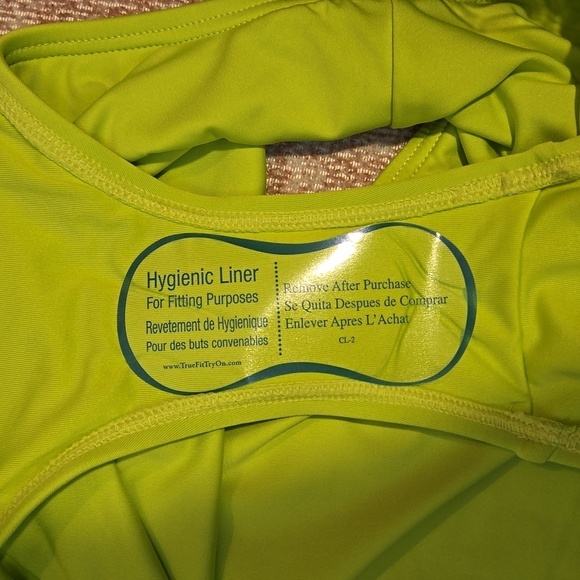 Hygienic Liner
For Fitting Purposes
Revetement de Hygienique
Pour des buts convenables
www.TrueFitTryOn.com
Remove After Purchase
Se Quita Despues de Comprar
Enlever Apres L'Achat
CL-2